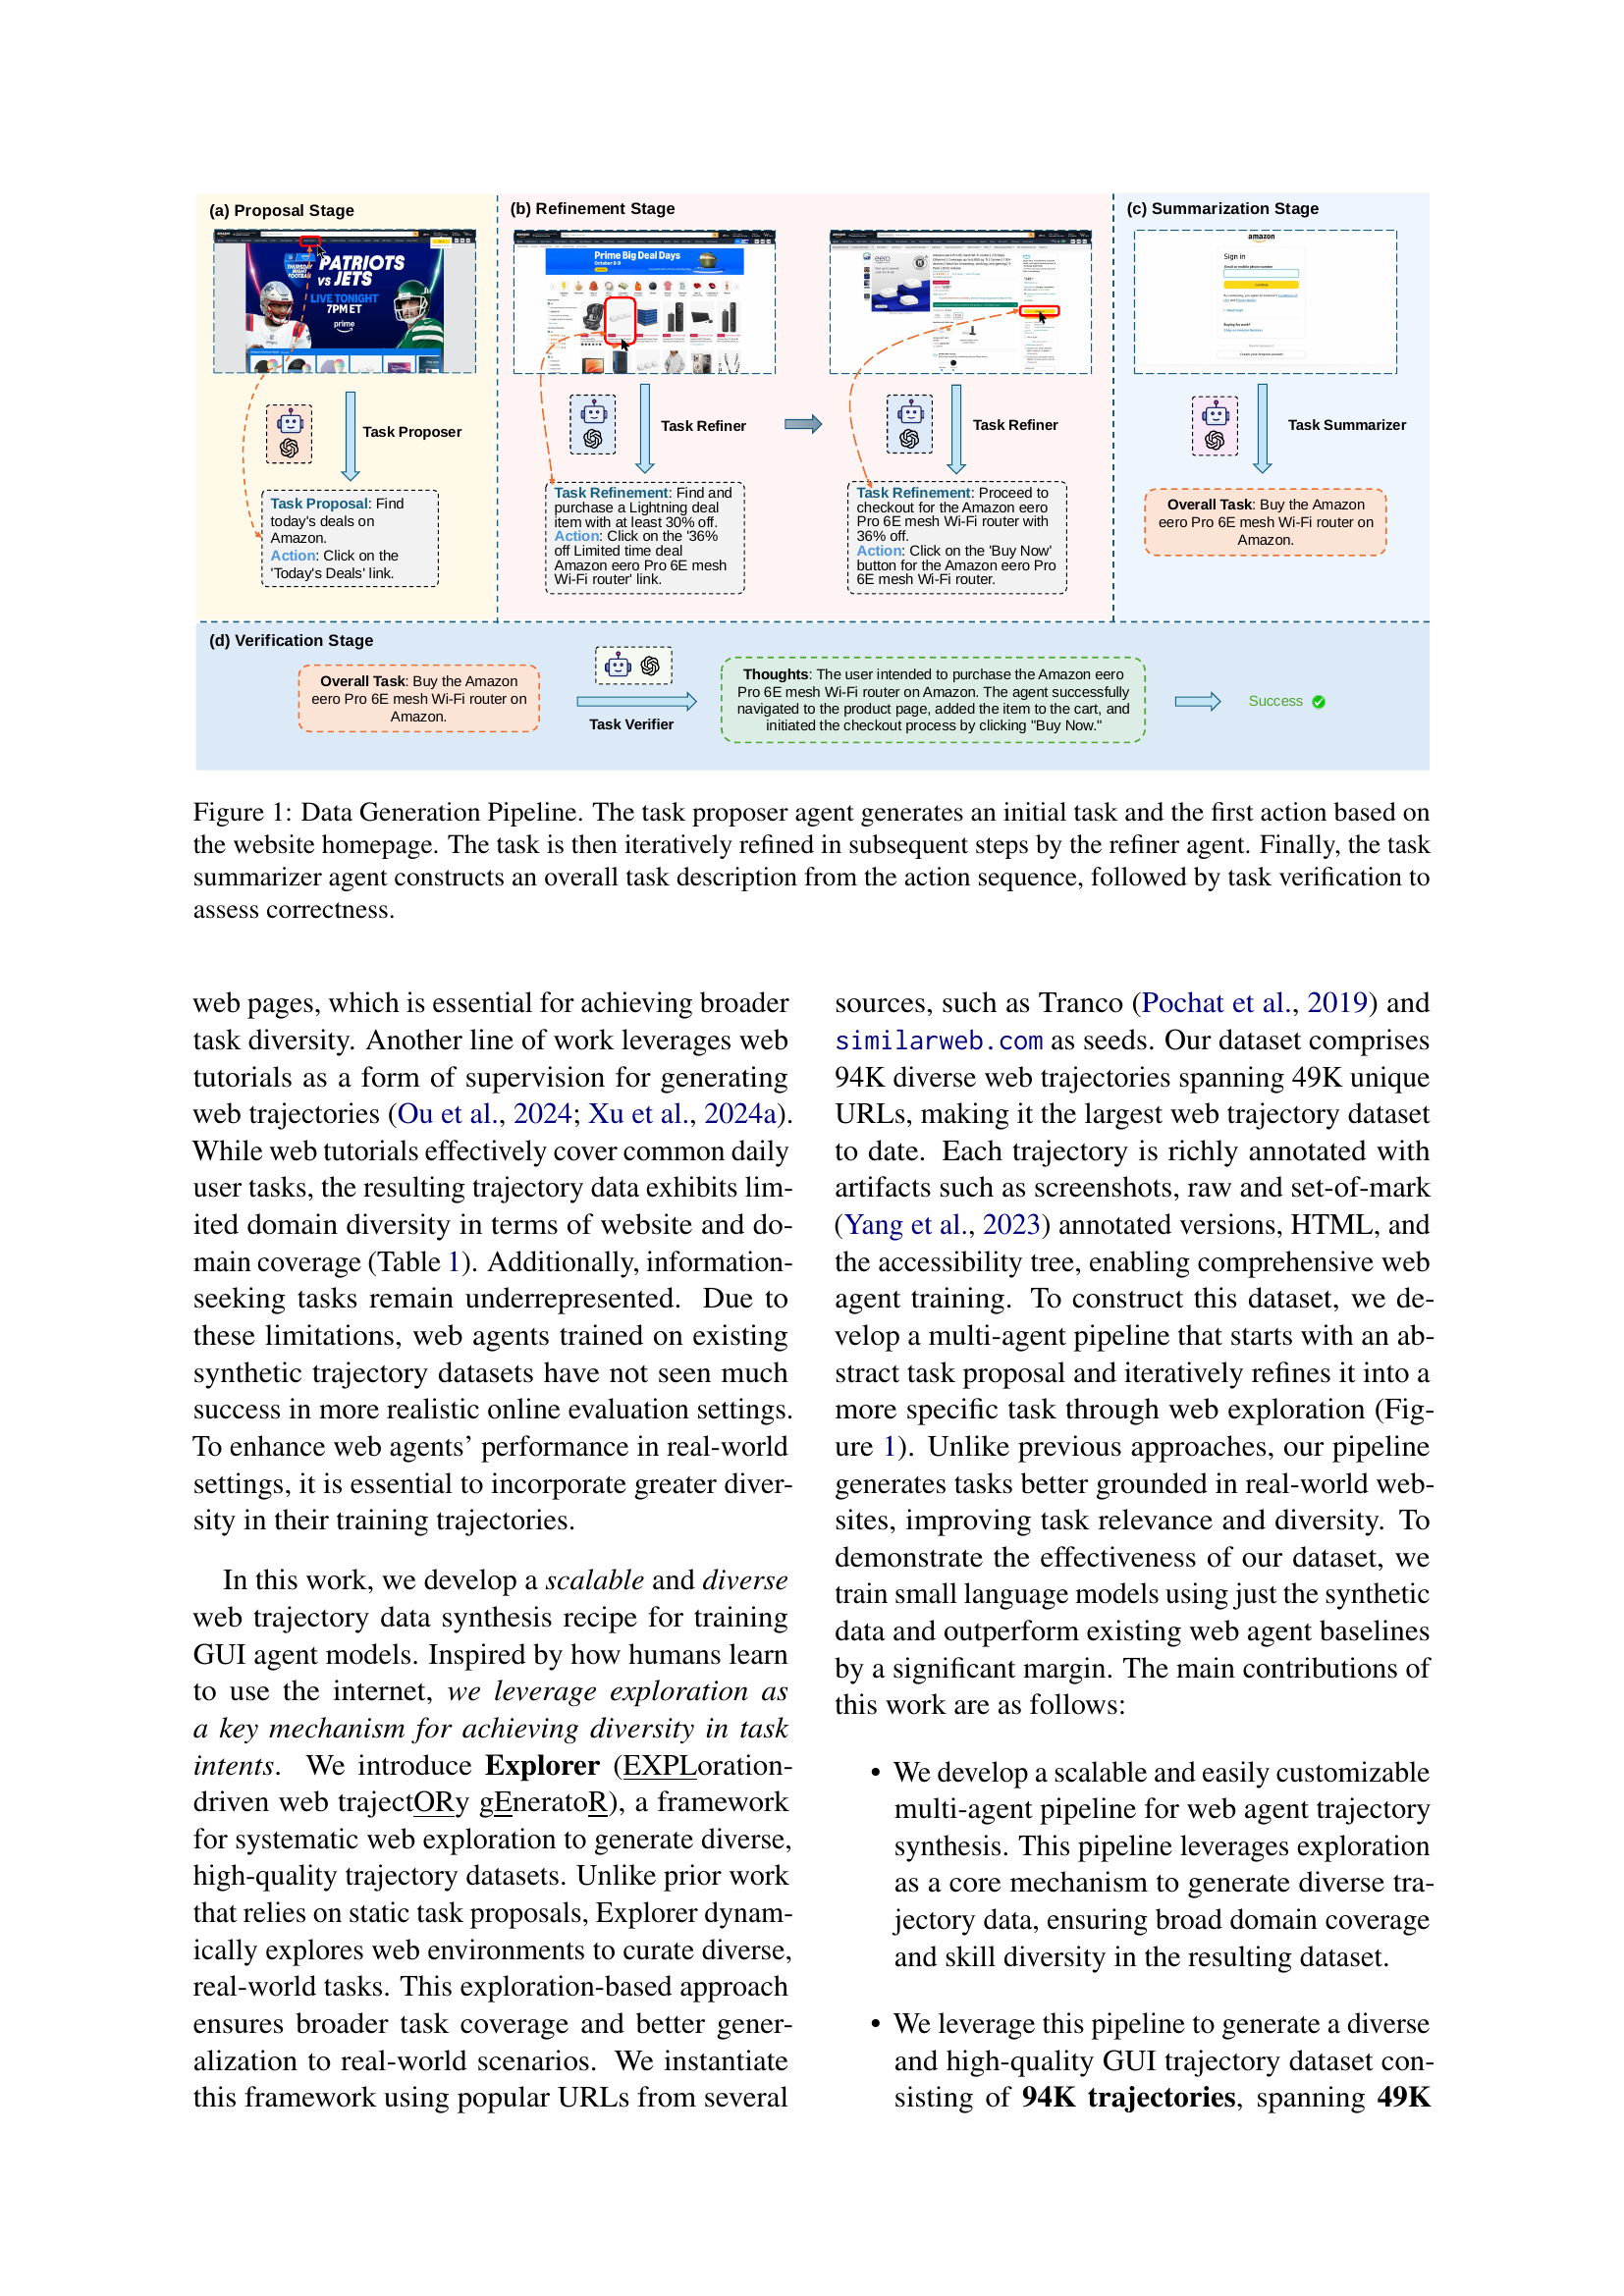 (a) Proposal Stage
PATRIOTS
VS JETS
LIVE TONIGHT
7PM ET
prime
Task Proposer
Task Proposal: Find
today's deals on
Amazon.
Action: Click on the
'Today's Deals' link.
(b) Refinement Stage
Prime Big Deal Days
October 8-9
Task Refiner
Task Refinement: Find and
purchase a Lightning deal
item with at least 30% off.
Action: Click on the '36%
off Limited time deal
Amazon eero Pro 6E mesh
Wi-Fi router' link.
eero
Task Refiner
Task Refinement: Proceed to
checkout for the Amazon eero
Pro 6E mesh Wi-Fi router with
36% off.
Action: Click on the 'Buy Now'
button for the Amazon eero Pro
6E mesh Wi-Fi router.
(c) Summarization Stage
amazon
Sign in
Email or mobile phone number
Continue
Task Summarizer
Overall Task: Buy the Amazon
eero Pro 6E mesh Wi-Fi router on
Amazon.
(d) Verification Stage
Overall Task: Buy the Amazon
eero Pro 6E mesh Wi-Fi router on
Amazon.
Task Verifier
Thoughts: The user intended to purchase the Amazon eero
Pro 6E mesh Wi-Fi router on Amazon. The agent successfully
navigated to the product page, added the item to the cart, and
initiated the checkout process by clicking "Buy Now."
Success
Figure 1: Data Generation Pipeline. The task proposer agent generates an initial task and the first action based on
the website homepage. The task is then iteratively refined in subsequent steps by the refiner agent. Finally, the task
summarizer agent constructs an overall task description from the action sequence, followed by task verification to
assess correctness.
web pages, which is essential for achieving broader
task diversity. Another line of work leverages web
tutorials as a form of supervision for generating
web trajectories (Ou et al., 2024; Xu et al., 2024a).
While web tutorials effectively cover common daily
user tasks, the resulting trajectory data exhibits lim-
ited domain diversity in terms of website and do-
main coverage (Table 1). Additionally, information-
seeking tasks remain underrepresented. Due to
these limitations, web agents trained on existing
synthetic trajectory datasets have not seen much
success in more realistic online evaluation settings.
To enhance web agents' performance in real-world
settings, it is essential to incorporate greater diver-
sity in their training trajectories.
In this work, we develop a scalable and diverse
web trajectory data synthesis recipe for training
GUI agent models. Inspired by how humans learn
to use the internet, we leverage exploration as
a key mechanism for achieving diversity in task
intents. We introduce Explorer (EXPLoration-
driven web trajectORy gEneratoR), a framework
for systematic web exploration to generate diverse,
high-quality trajectory datasets. Unlike prior work
that relies on static task proposals, Explorer dynam-
ically explores web environments to curate diverse,
real-world tasks. This exploration-based approach
ensures broader task coverage and better gener-
alization to real-world scenarios. We instantiate
this framework using popular URLs from several
sources, such as Tranco (Pochat et al., 2019) and
similarweb.com as seeds. Our dataset comprises
94K diverse web trajectories spanning 49K unique
URLs, making it the largest web trajectory dataset
to date. Each trajectory is richly annotated with
artifacts such as screenshots, raw and set-of-mark
(Yang et al., 2023) annotated versions, HTML, and
the accessibility tree, enabling comprehensive web
agent training. To construct this dataset, we de-
velop a multi-agent pipeline that starts with an ab-
stract task proposal and iteratively refines it into a
more specific task through web exploration (Fig-
ure 1). Unlike previous approaches, our pipeline
generates tasks better grounded in real-world web-
sites, improving task relevance and diversity. To
demonstrate the effectiveness of our dataset, we
train small language models using just the synthetic
data and outperform existing web agent baselines
by a significant margin. The main contributions of
this work are as follows:
• We develop a scalable and easily customizable
multi-agent pipeline for web agent trajectory
synthesis. This pipeline leverages exploration
as a core mechanism to generate diverse tra-
jectory data, ensuring broad domain coverage
and skill diversity in the resulting dataset.
• We leverage this pipeline to generate a diverse
and high-quality GUI trajectory dataset con-
sisting of 94K trajectories, spanning 49K